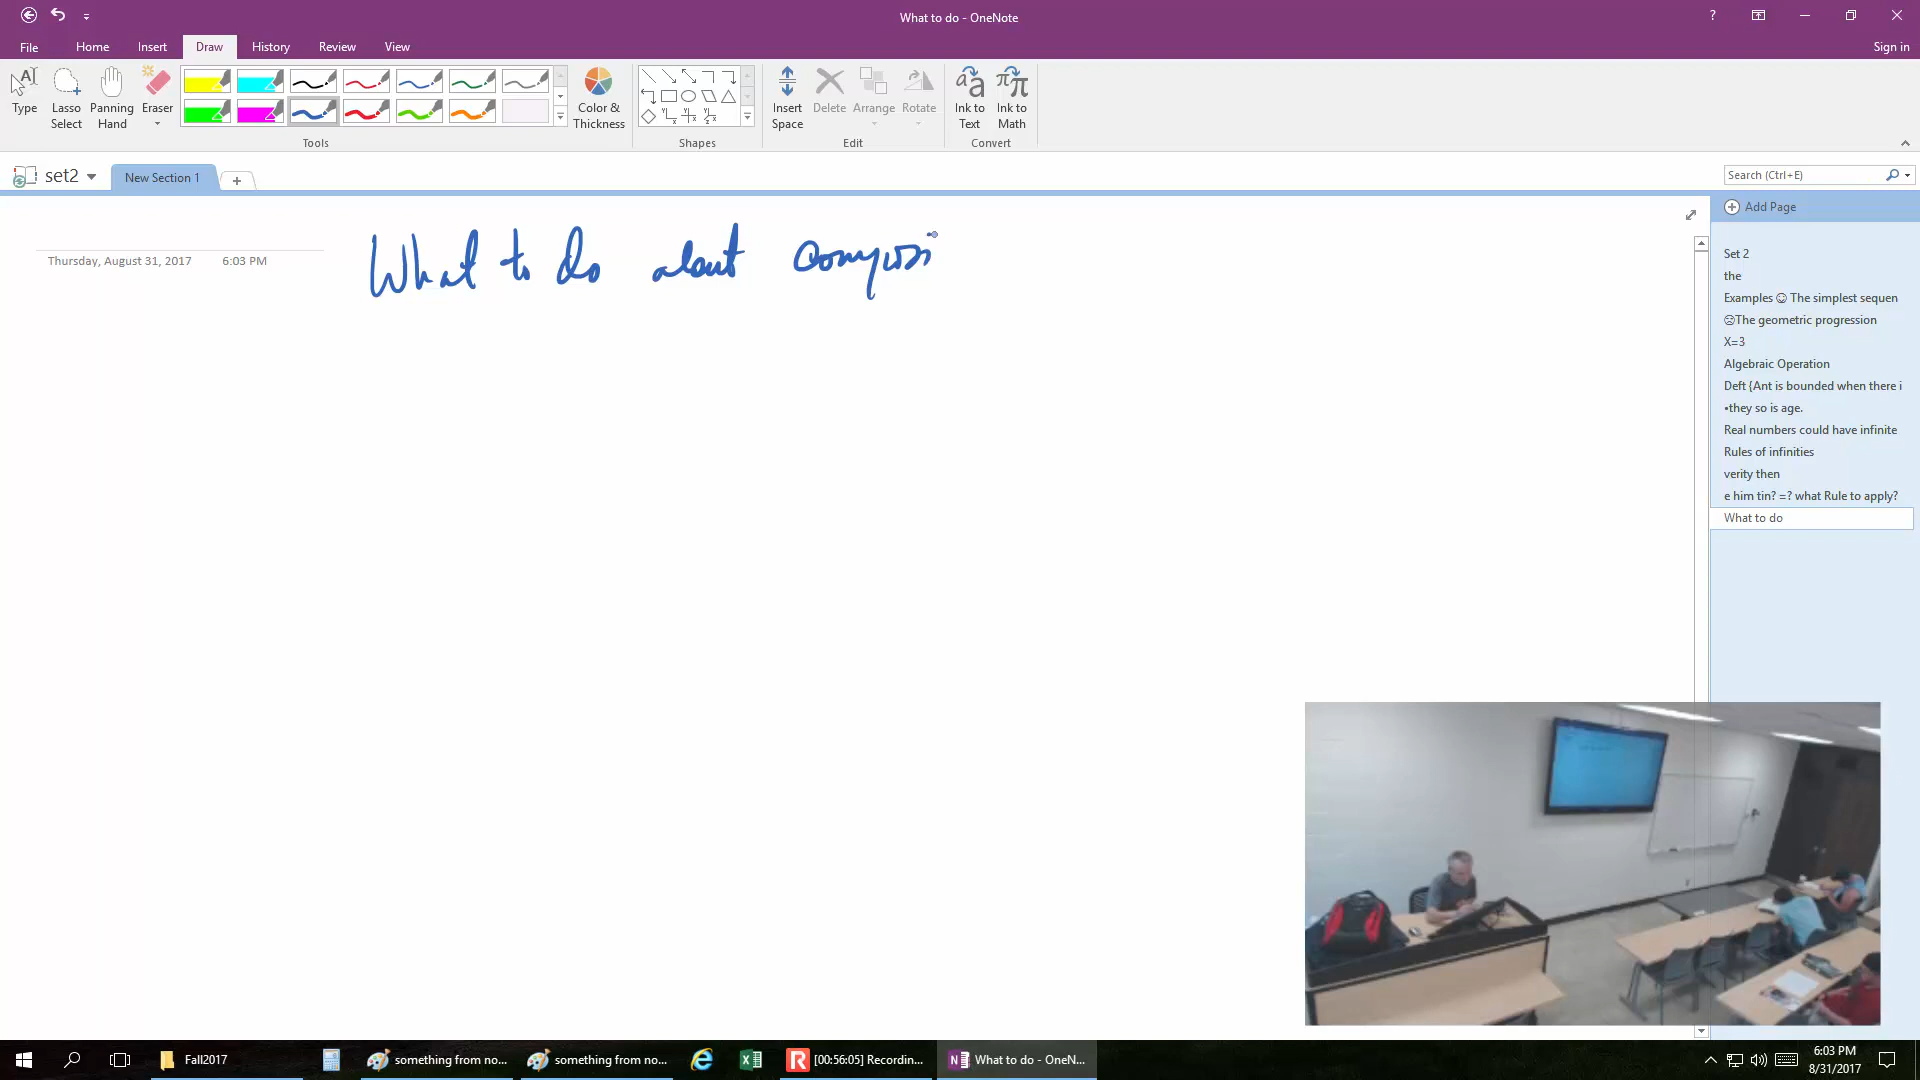 What to do - OneNote
?
File
Home
Insert
Draw
History
Review
View
Sign in
Type
Lasso Select
Panning Hand
Eraser
Color & Thickness
Insert Space
Delete
Arrange
Rotate
Ink to Text
Ink to Math
Tools
Shapes
Edit
Convert
set2
New Section 1
Search (Ctrl+E)
Add Page
Thursday, August 31, 2017 6:03 PM
What to do about composi
Set 2
the
Examples ☺ The simplest sequen
☹The geometric progression
X=3
Algebraic Operation
Deft {Ant is bounded when there i
•they so is age.
Real numbers could have infinite
Rules of infinities
verity then
e him tin? =? what Rule to apply?
What to do
Fall2017
something from no...
something from no...
[00:56:05] Recordin...
What to do - OneN...
6:03 PM
8/31/2017